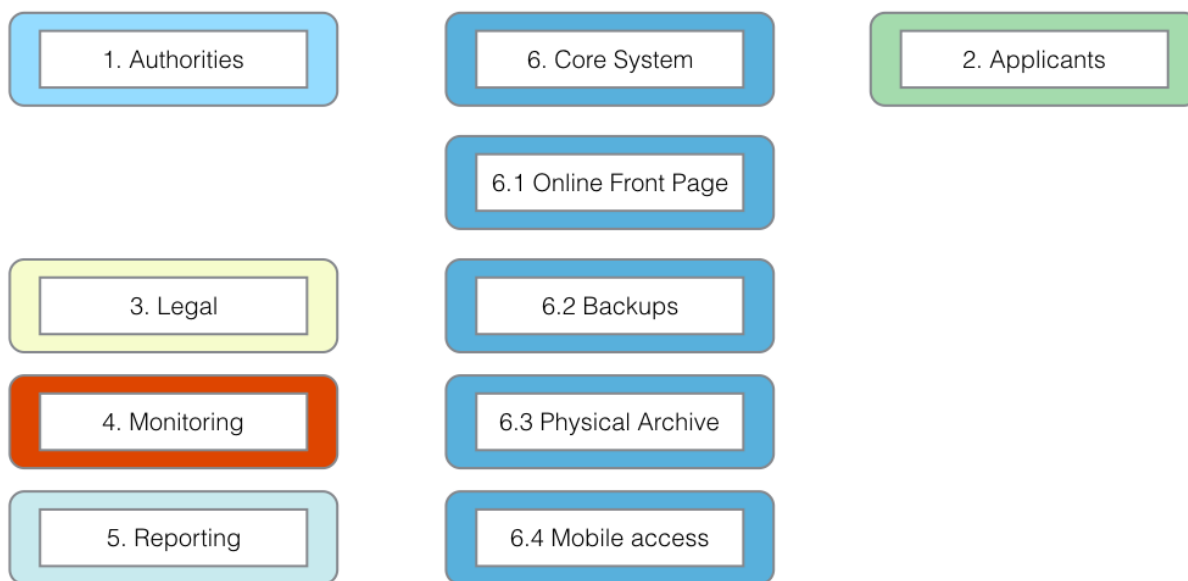 1. Authorities
6. Core System
2. Applicants
6.1 Online Front Page
3. Legal
6.2 Backups
4. Monitoring
6.3 Physical Archive
5. Reporting
6.4 Mobile access